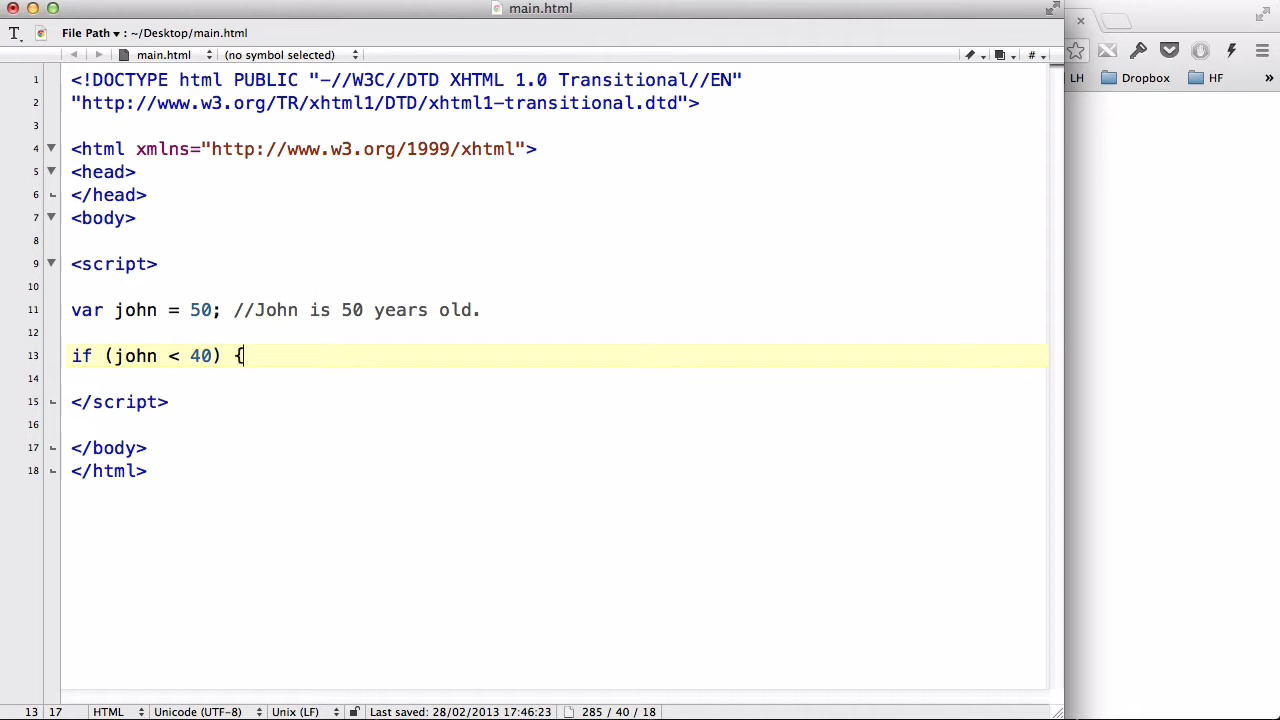 main.html
File Path ▾ : ~/Desktop/main.html
main.html (no symbol selected) #
LH Dropbox HF »
1 <!DOCTYPE html PUBLIC "-//W3C//DTD XHTML 1.0 Transitional//EN"
2 "http://www.w3.org/TR/xhtml1/DTD/xhtml1-transitional.dtd">
3
4 <html xmlns="http://www.w3.org/1999/xhtml">
5 <head>
6 </head>
7 <body>
8
9 <script>
10
11 var john = 50; //John is 50 years old.
12
13 if (john < 40) {
14
15 </script>
16
17 </body>
18 </html>
13 17 HTML Unicode (UTF-8) Unix (LF) Last saved: 28/02/2013 17:46:23 285 / 40 / 18